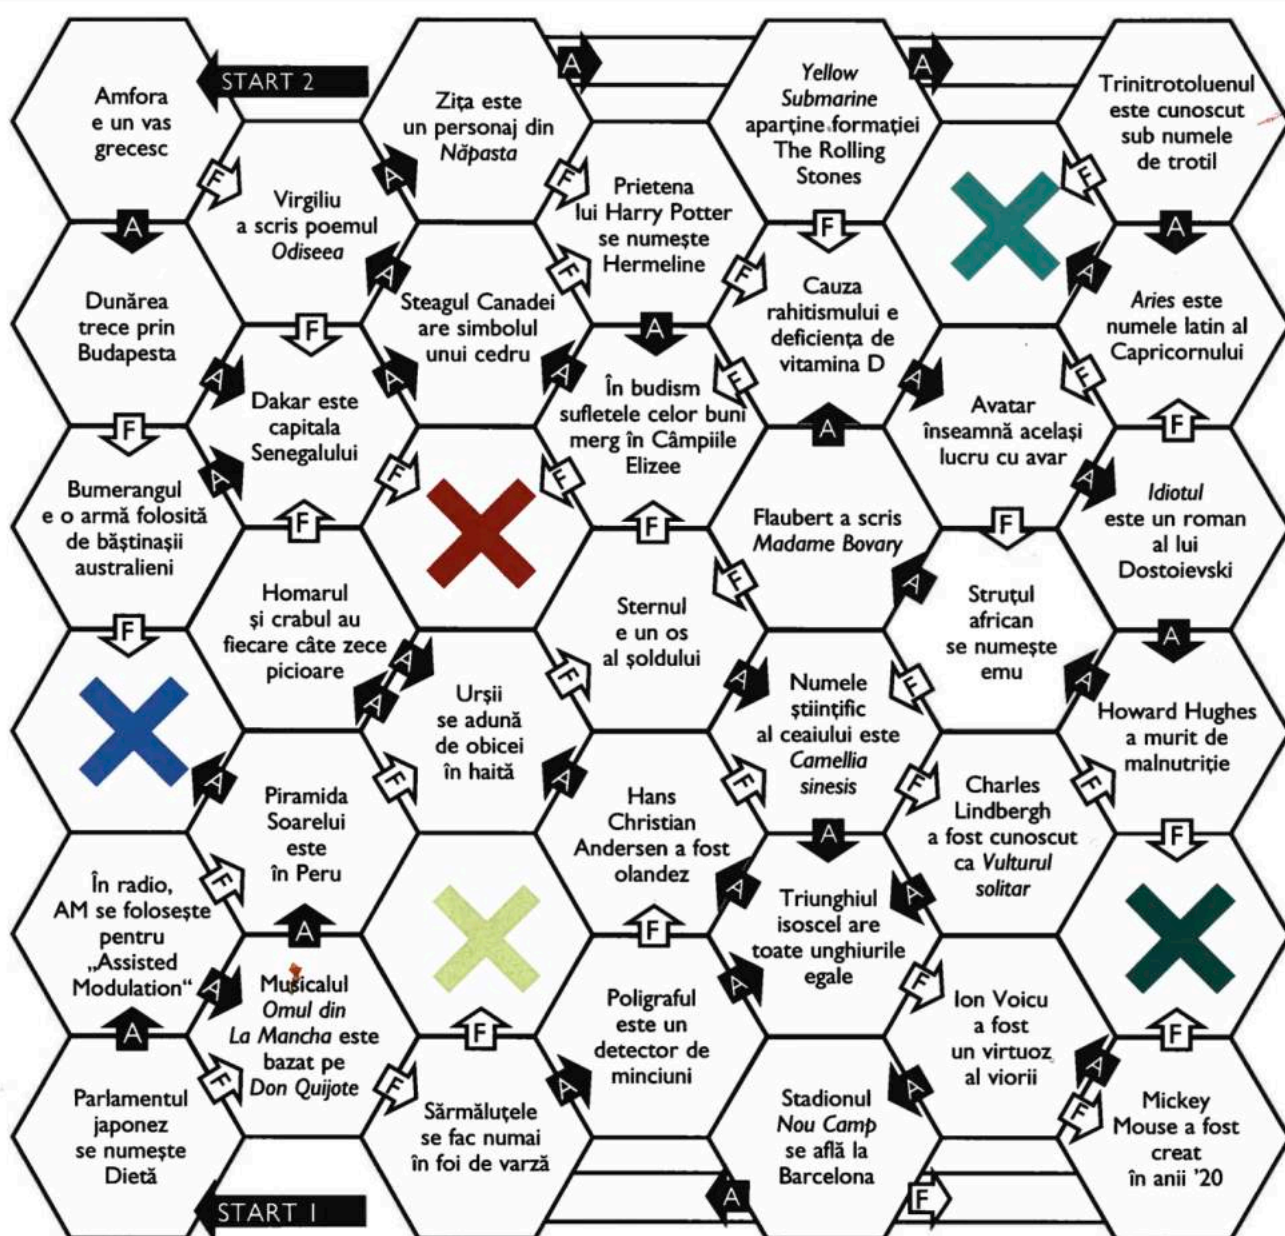 START 2
Amfora
e un vas
grecesc
Zița este
un personaj din
Năpasta
A
Yellow
Submarine
aparține formației
The Rolling
Stones
A
Trinitrotoluenul
este cunoscut
sub numele
de trotil
F
A
F
F
Virgiliu
a scris poemul
Odiseea
Prietena
lui Harry Potter
se numește
Hermeline
A
F
A
A
F
F
A
Dunărea
trece prin
Budapesta
Steagul Canadei
are simbolul
unui cedru
Cauza
rahitismului e
deficiența de
vitamina D
Aries este
numele latin al
Capricornului
F
A
A
A
A
F
A
F
Dakar este
capitala
Senegalului
În budism
sufletele celor buni
merg în Câmpiile
Elizee
Avatar
înseamnă același
lucru cu avar
F
A
F
A
F
F
A
Bumerangul
e o armă folosită
de băștinașii
australieni
Flaubert a scris
Madame Bovary
Idiotul
este un roman
al lui
Dostoievski
F
F
F
F
A
Homarul
și crabul au
fiecare câte zece
picioare
Sternul
e un os
al șoldului
Struțul
african
se numește
emu
F
A
A
A
F
A
F
A
Urșii
se adună
de obicei
în haită
Numele
științific
al ceaiului este
Camellia
sinesis
Howard Hughes
a murit de
malnutriție
A
F
A
F
F
F
Piramida
Soarelui
este
în Peru
Hans
Christian
Andersen a fost
olandez
Charles
Lindbergh
a fost cunoscut
ca Vulturul
solitar
A
F
F
A
A
În radio,
AM se folosește
pentru
„Assisted
Modulation“
Triunghiul
isoscel are
toate unghiurile
egale
A
F
A
A
F
Musicalul
Omul din
La Mancha este
bazat pe
Don Quijote
Poligraful
este un
detector de
minciuni
Ion Voicu
a fost
un virtuoz
al viorii
A
F
F
F
F
A
A
A
F
Parlamentul
japonez
se numește
Dietă
Sărmăluțele
se fac numai
în foi de varză
Stadionul
Nou Camp
se află la
Barcelona
Mickey
Mouse a fost
creat
în anii '20
A
F
START 1